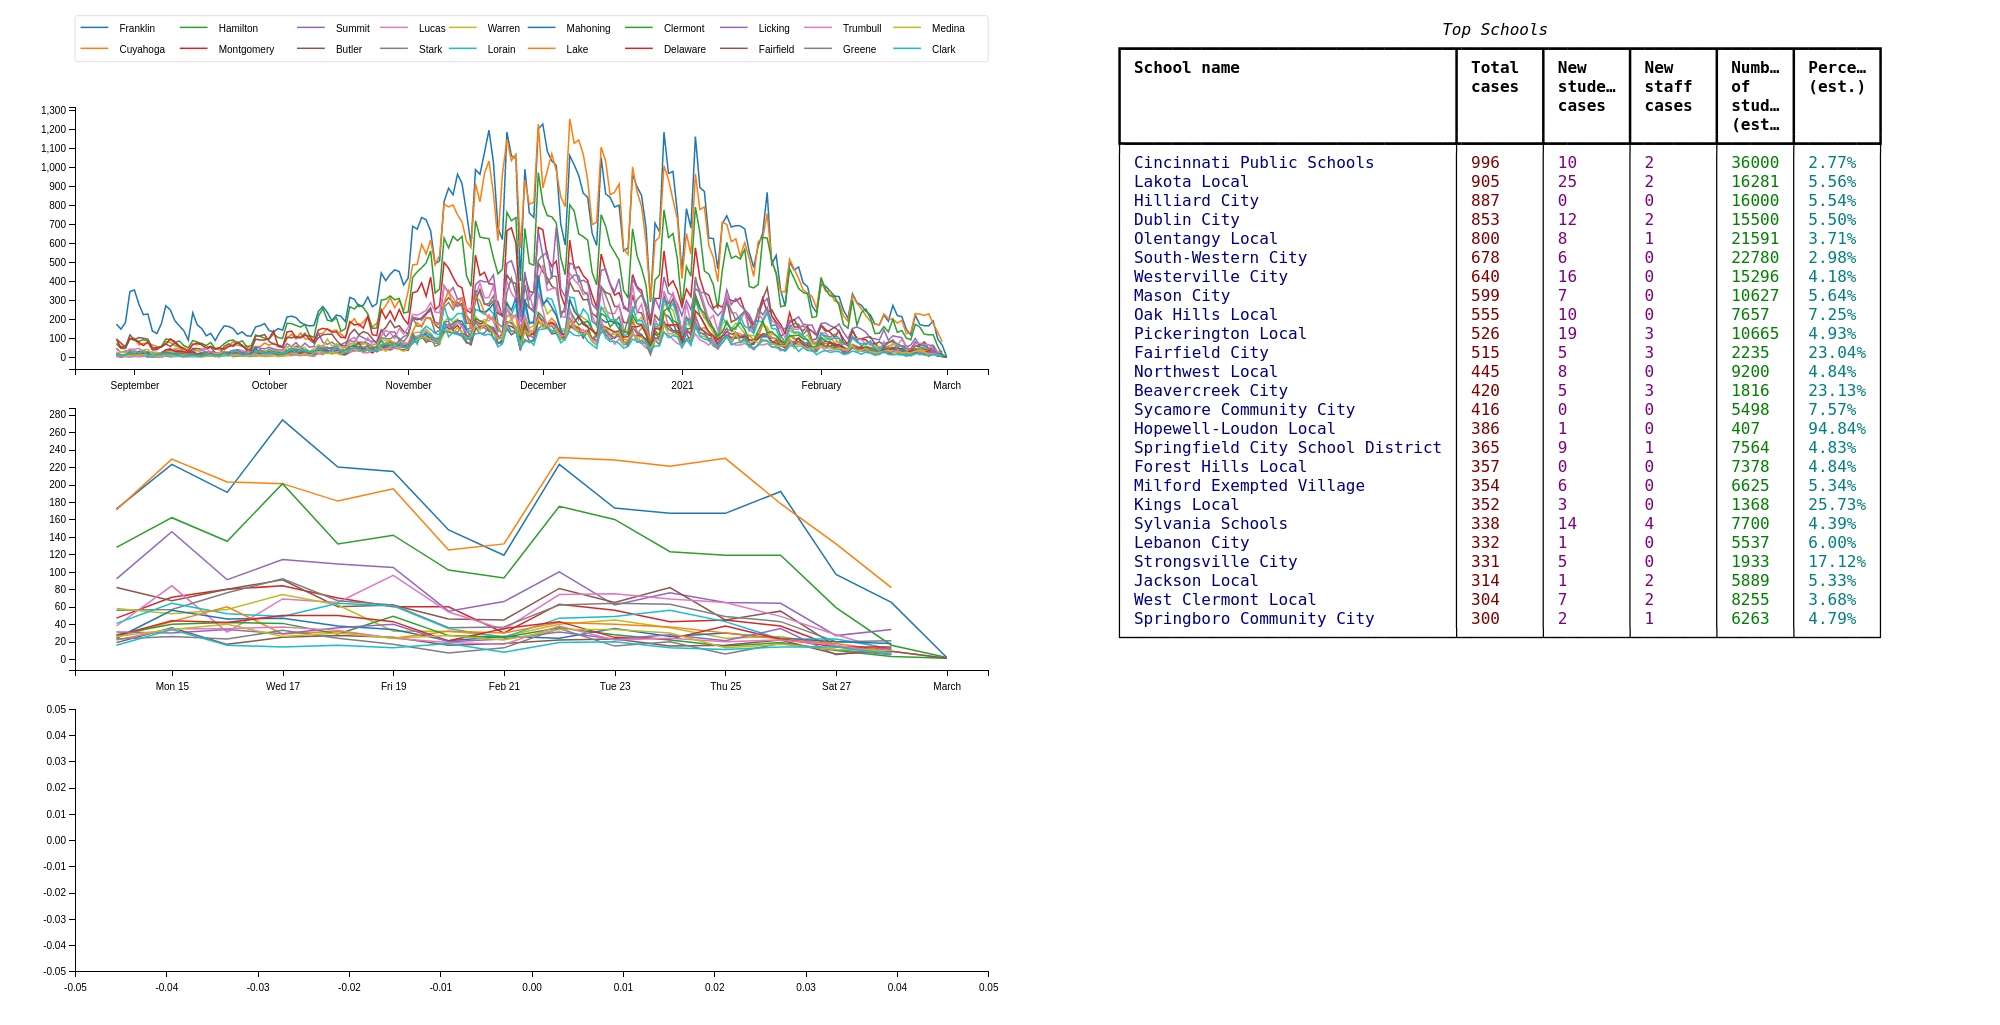 Franklin Hamilton Summit Lucas Warren Mahoning Clermont Licking Trumbull Medina
Cuyahoga Montgomery Butler Stark Lorain Lake Delaware Fairfield Greene Clark
1,300
1,200
1,100
1,000
900
800
700
600
500
400
300
200
100
0
September October November December 2021 February March
280
260
240
220
200
180
160
140
120
100
80
60
40
20
0
Mon 15 Wed 17 Fri 19 Feb 21 Tue 23 Thu 25 Sat 27 March
0.05
0.04
0.03
0.02
0.01
0.00
-0.01
-0.02
-0.03
-0.04
-0.05
-0.05 -0.04 -0.03 -0.02 -0.01 0.00 0.01 0.02 0.03 0.04 0.05
Top Schools
School name Total New New Numb… Perce…
cases stude… staff of (est.)
cases cases stud…
(est…
Cincinnati Public Schools 996 10 2 36000 2.77%
Lakota Local 905 25 2 16281 5.56%
Hilliard City 887 0 0 16000 5.54%
Dublin City 853 12 2 15500 5.50%
Olentangy Local 800 8 1 21591 3.71%
South-Western City 678 6 0 22780 2.98%
Westerville City 640 16 0 15296 4.18%
Mason City 599 7 0 10627 5.64%
Oak Hills Local 555 10 0 7657 7.25%
Pickerington Local 526 19 3 10665 4.93%
Fairfield City 515 5 3 2235 23.04%
Northwest Local 445 8 0 9200 4.84%
Beavercreek City 420 5 3 1816 23.13%
Sycamore Community City 416 0 0 5498 7.57%
Hopewell-Loudon Local 386 1 0 407 94.84%
Springfield City School District 365 9 1 7564 4.83%
Forest Hills Local 357 0 0 7378 4.84%
Milford Exempted Village 354 6 0 6625 5.34%
Kings Local 352 3 0 1368 25.73%
Sylvania Schools 338 14 4 7700 4.39%
Lebanon City 332 1 0 5537 6.00%
Strongsville City 331 5 0 1933 17.12%
Jackson Local 314 1 2 5889 5.33%
West Clermont Local 304 7 2 8255 3.68%
Springboro Community City 300 2 1 6263 4.79%